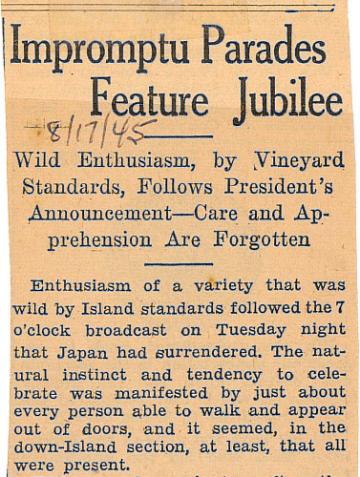 Impromptu Parades
Feature Jubilee
8/17/45
Wild Enthusiasm, by Vineyard
Standards, Follows President's
Announcement—Care and Ap-
prehension Are Forgotten
Enthusiasm of a variety that was
wild by Island standards followed the 7
o'clock broadcast on Tuesday night
that Japan had surrendered. The nat-
ural instinct and tendency to cele-
brate was manifested by just about
every person able to walk and appear
out of doors, and it seemed, in the
down-Island section, at least, that all
were present.